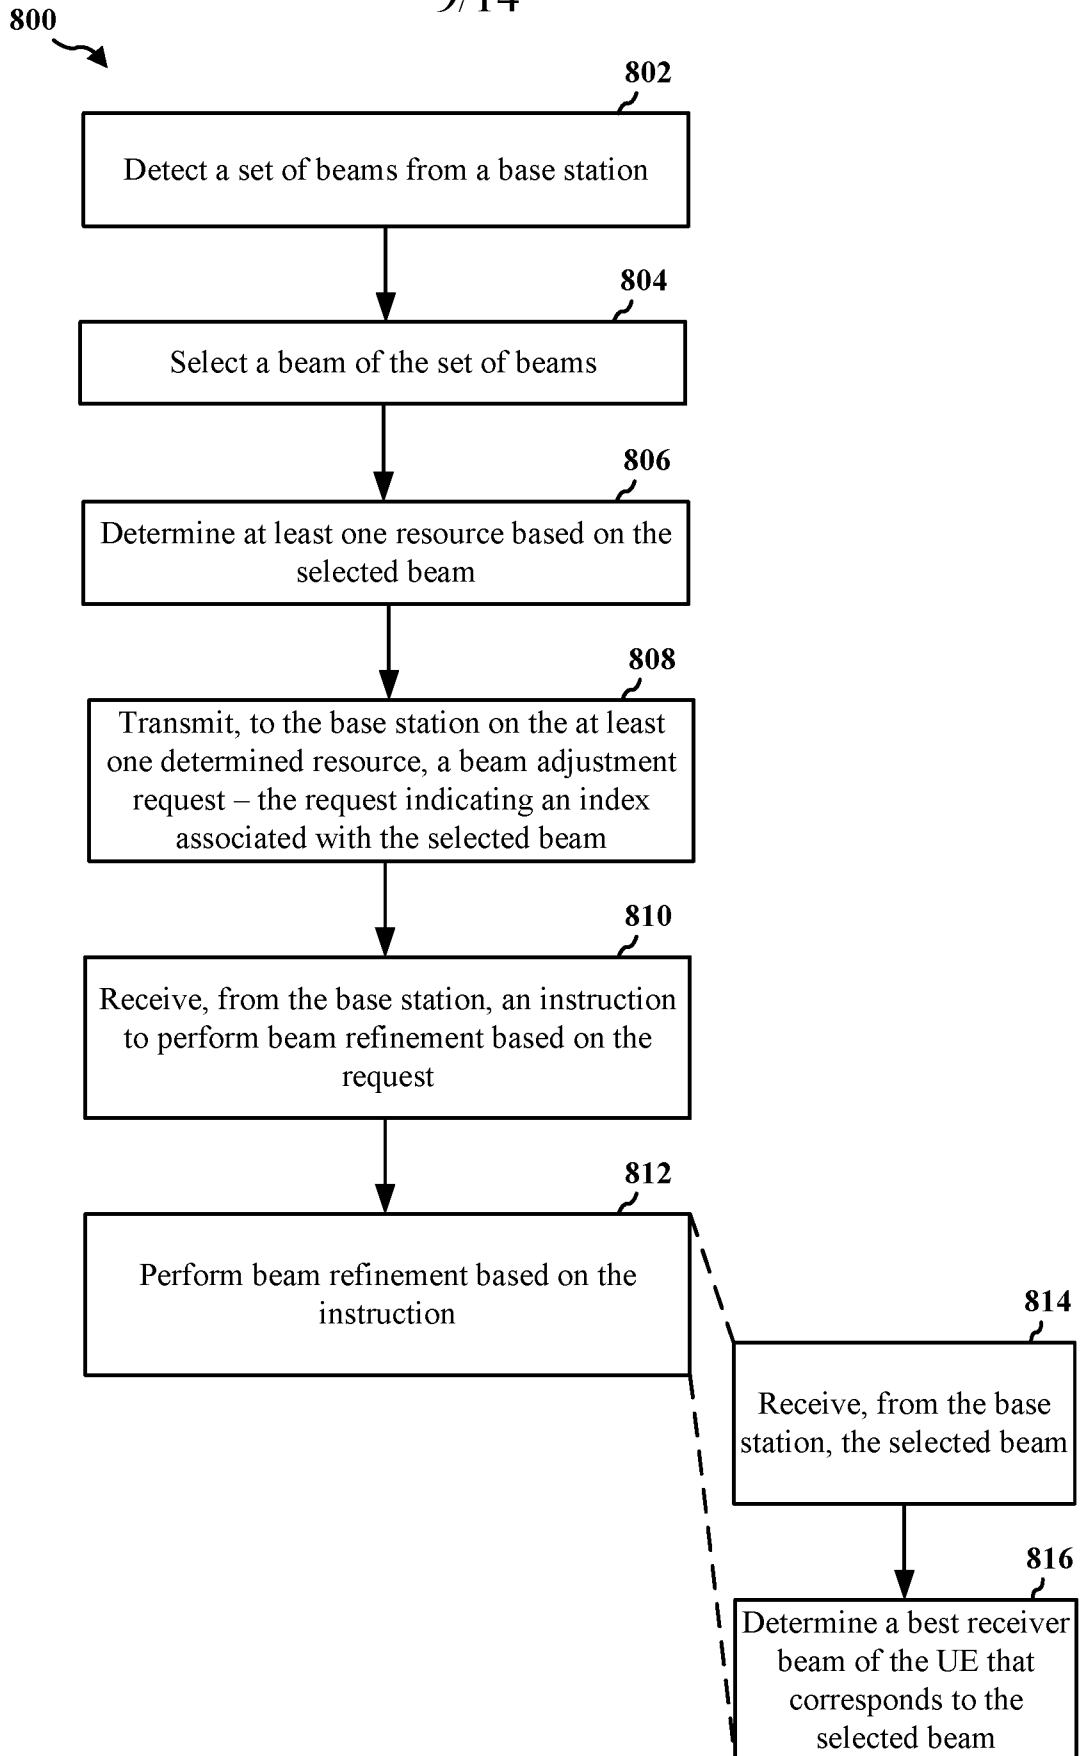 9/14
800
802
Detect a set of beams from a base station
804
Select a beam of the set of beams
806
Determine at least one resource based on the
selected beam
808
Transmit, to the base station on the at least
one determined resource, a beam adjustment
request – the request indicating an index
associated with the selected beam
810
Receive, from the base station, an instruction
to perform beam refinement based on the
request
812
Perform beam refinement based on the
instruction
814
Receive, from the base
station, the selected beam
816
Determine a best receiver
beam of the UE that
corresponds to the
selected beam